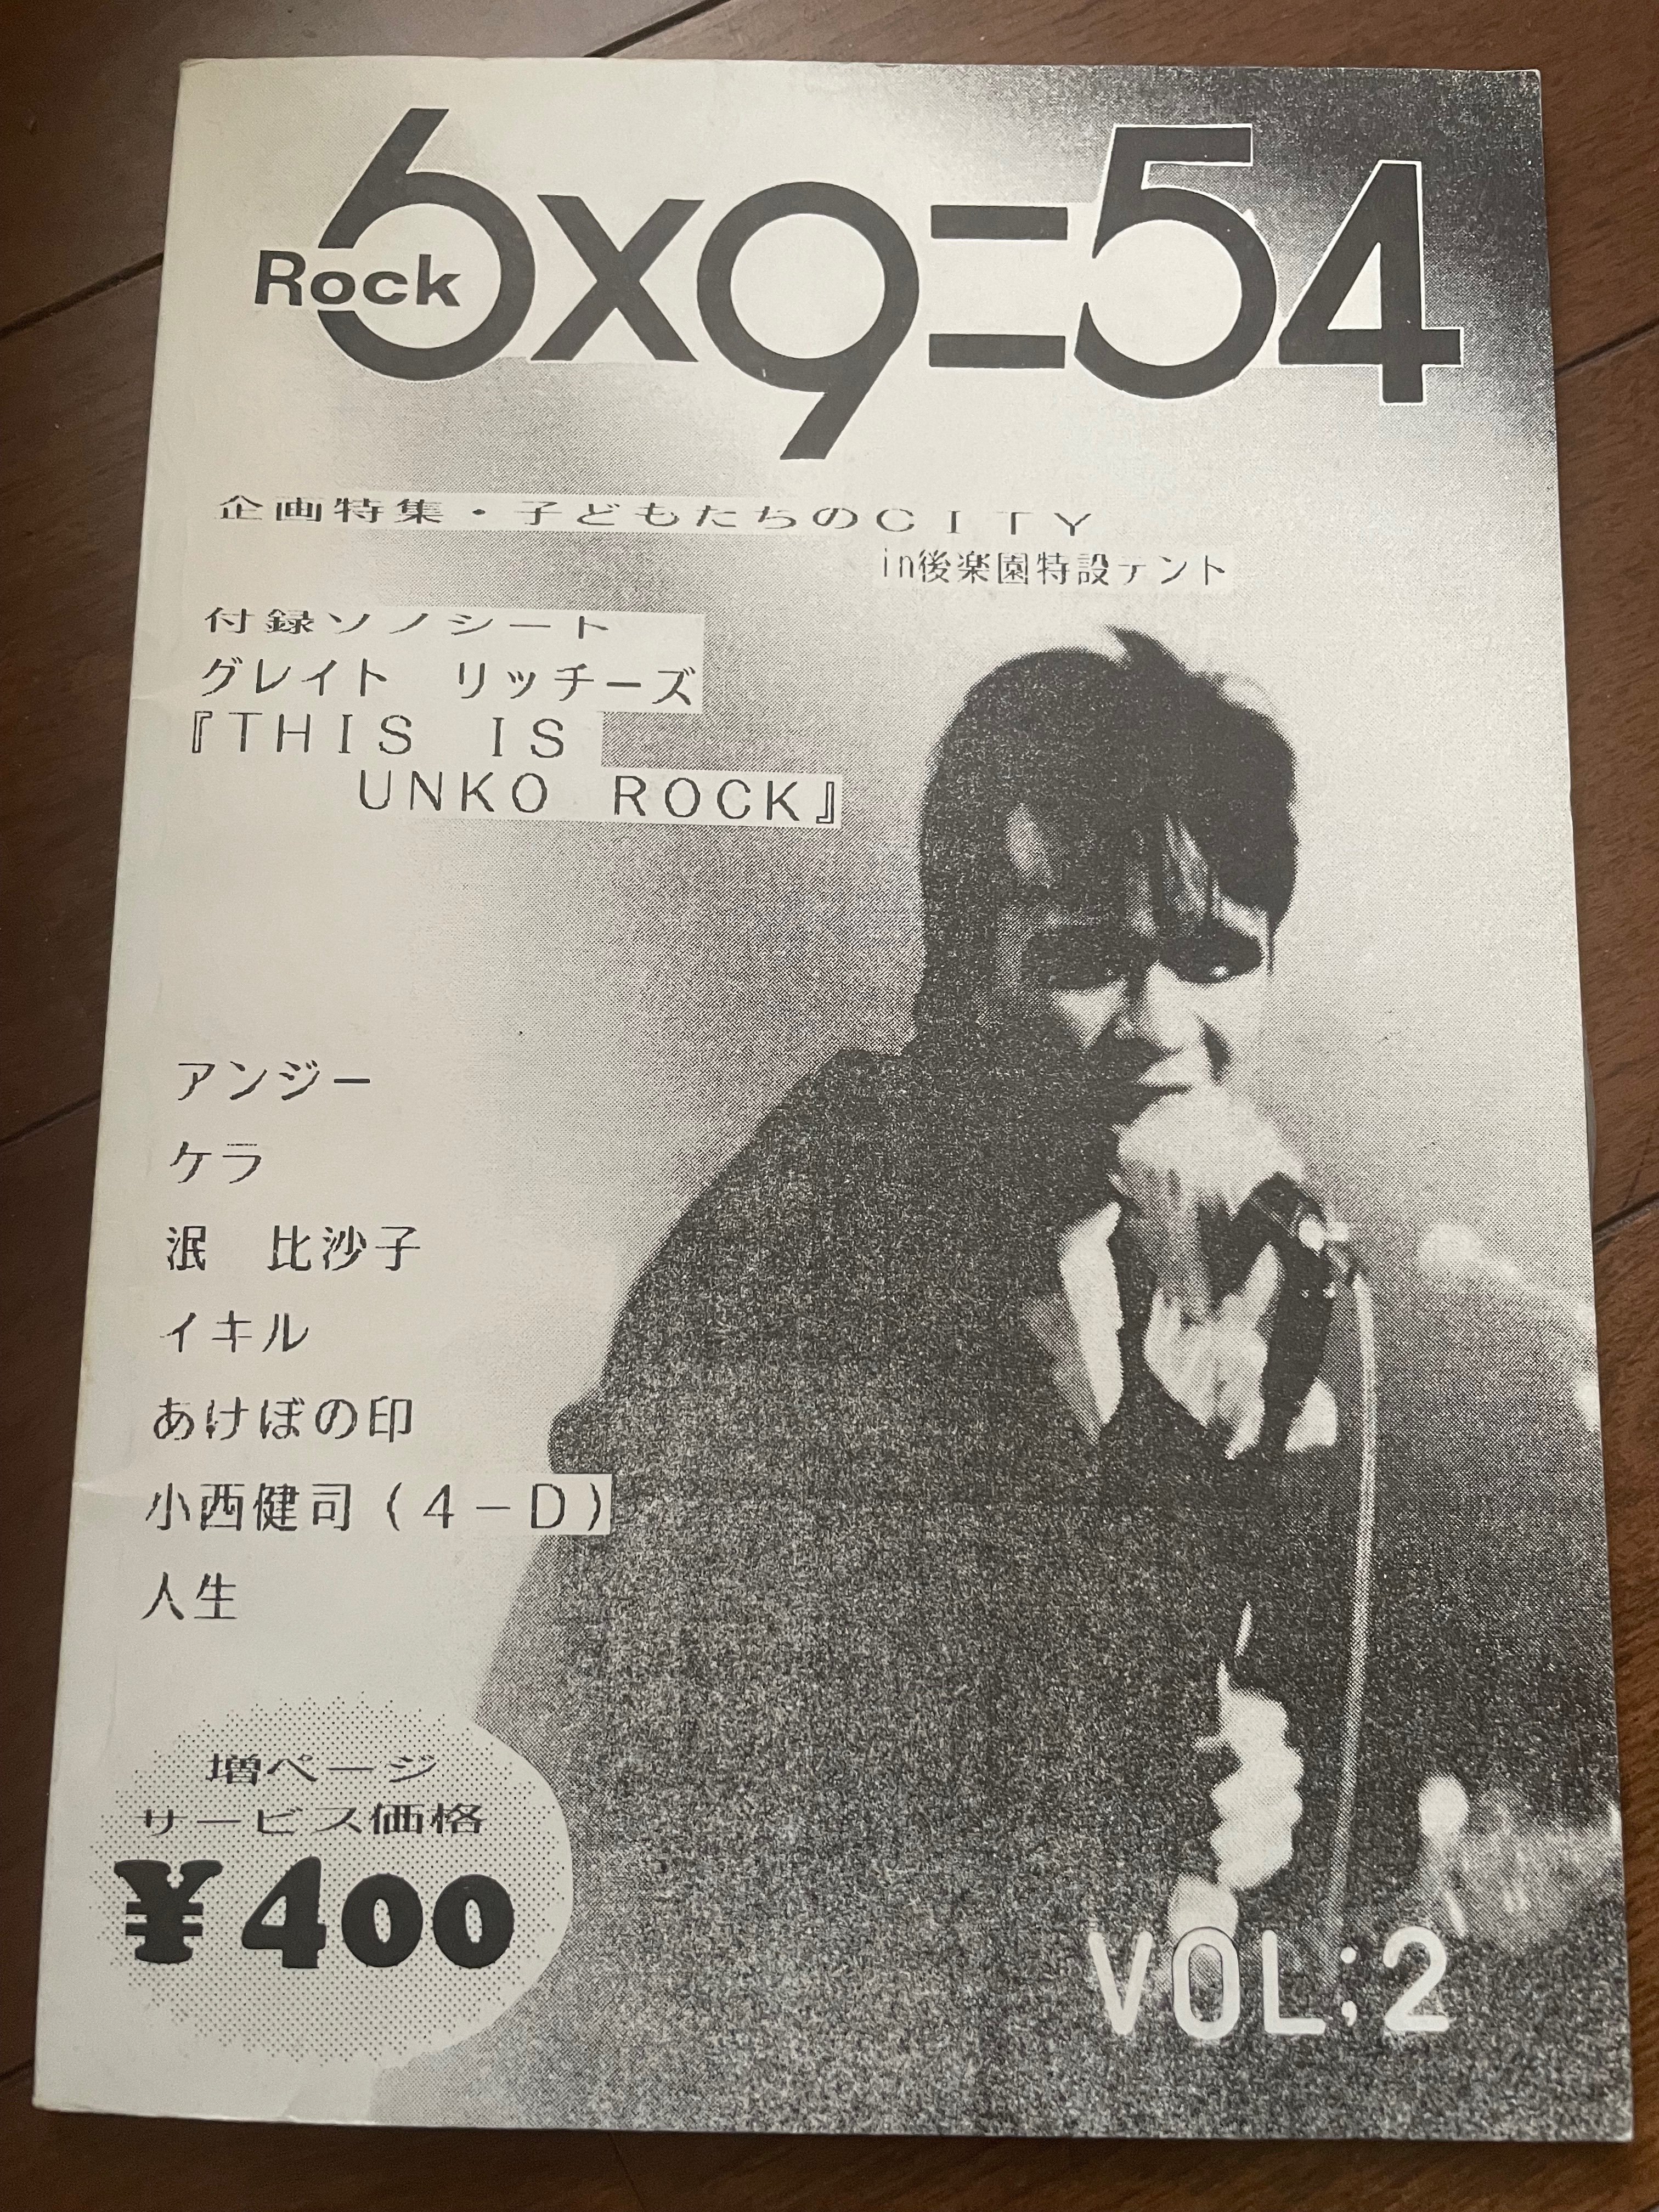 Rock 6x9=54
企画特集・子どもたちのCITY
in後楽園特設テント
付録ソノシート
グレイト リッチーズ
『THIS IS
UNKO ROCK』
アンジー
ケラ
泯 比沙子
イキル
あけぼの印
小西健司（4－D）
人生
増ページ
サービス価格
¥400
VOL;2